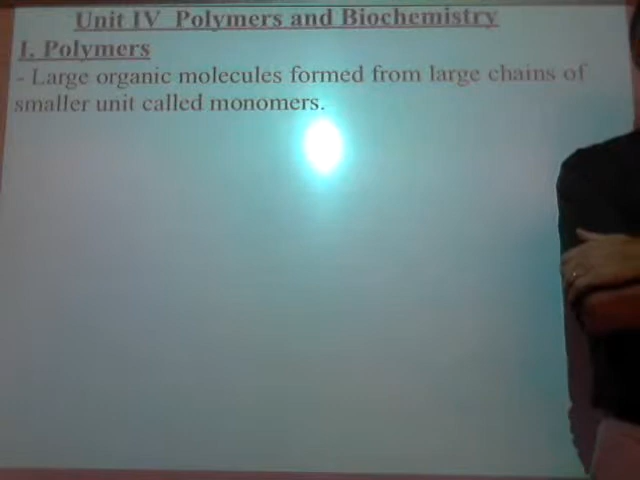 Unit IV Polymers and Biochemistry
I. Polymers
- Large organic molecules formed from large chains of
smaller unit called monomers.